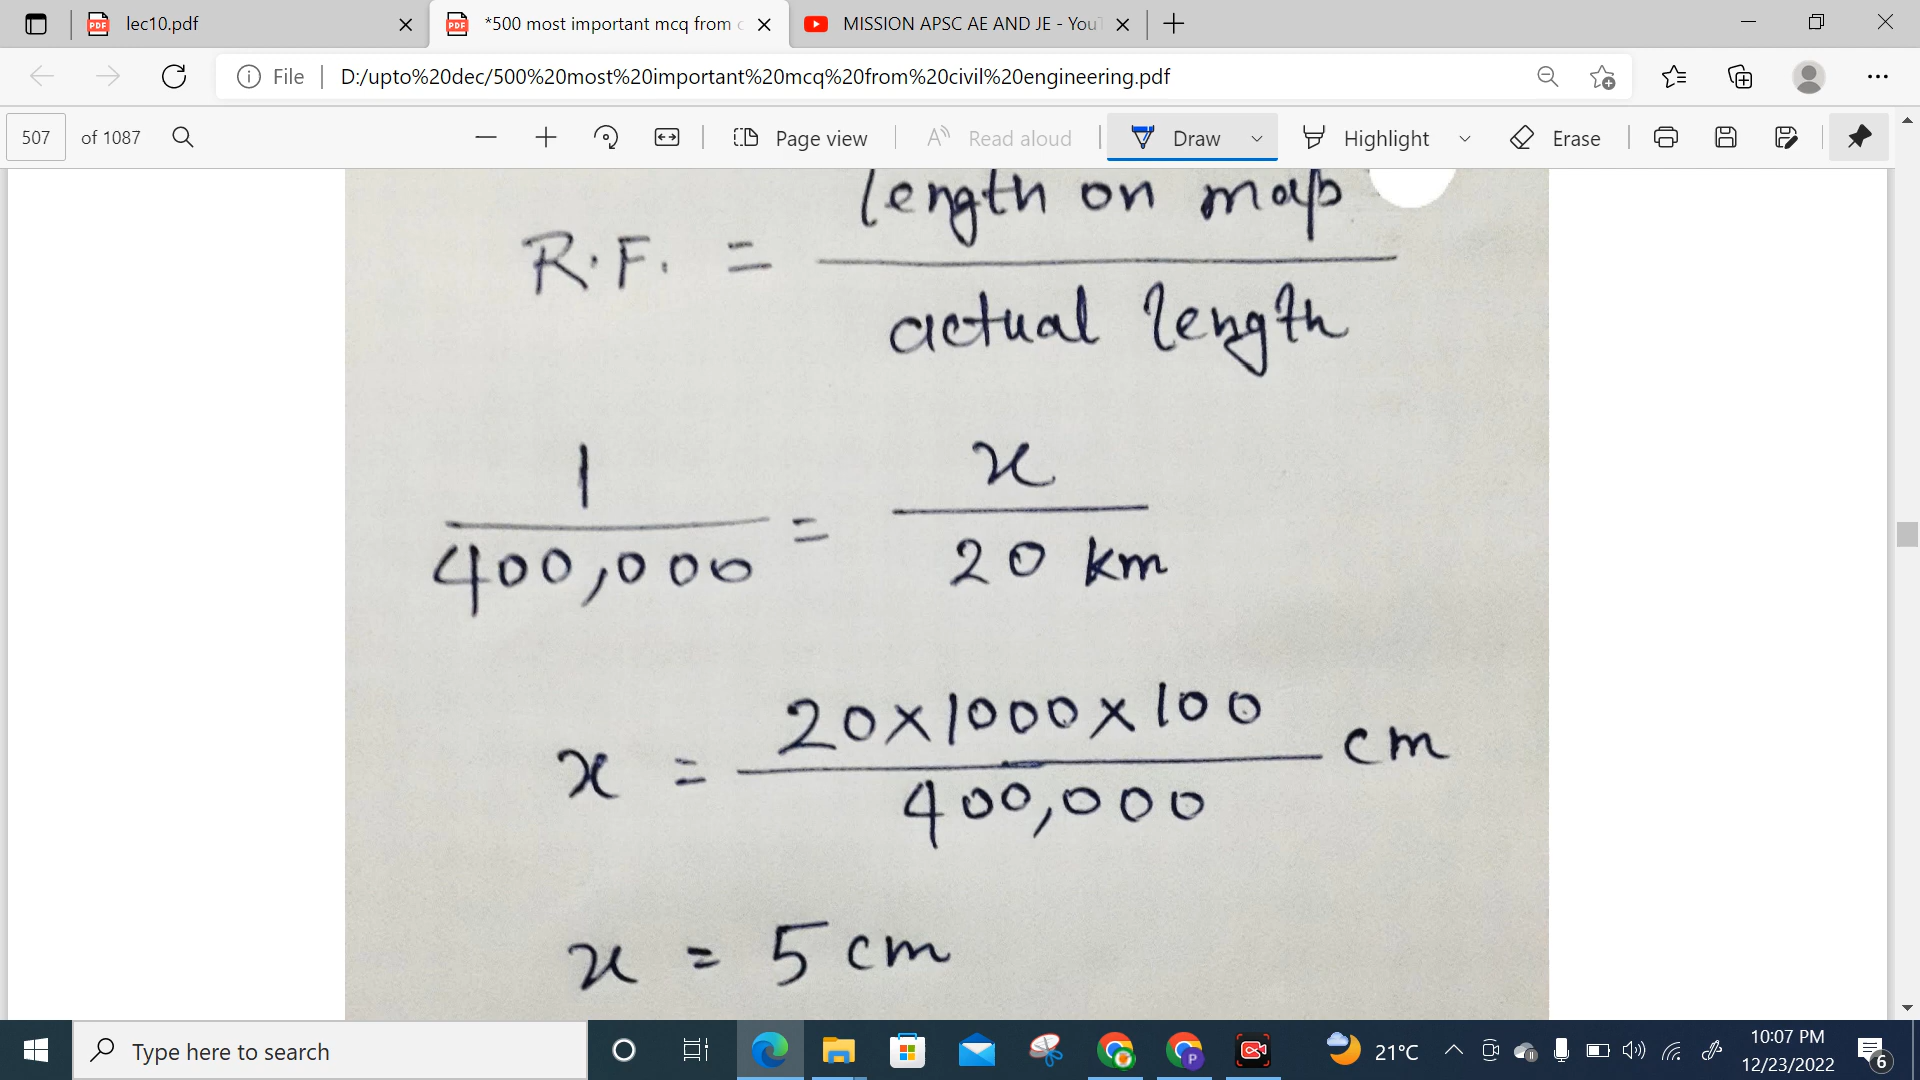 lec10.pdf
*500 most important mcq from c
MISSION APSC AE AND JE - YouT
File
D:/upto%20dec/500%20most%20important%20mcq%20from%20civil%20engineering.pdf
507 of 1087
Page view
Read aloud
Draw
Highlight
Erase
length on map
R.F. =
actual length
1/400,000 = x/20 km
x = 20×1000×100/400,000 cm
x = 5 cm
Type here to search
21°C
10:07 PM
12/23/2022
6